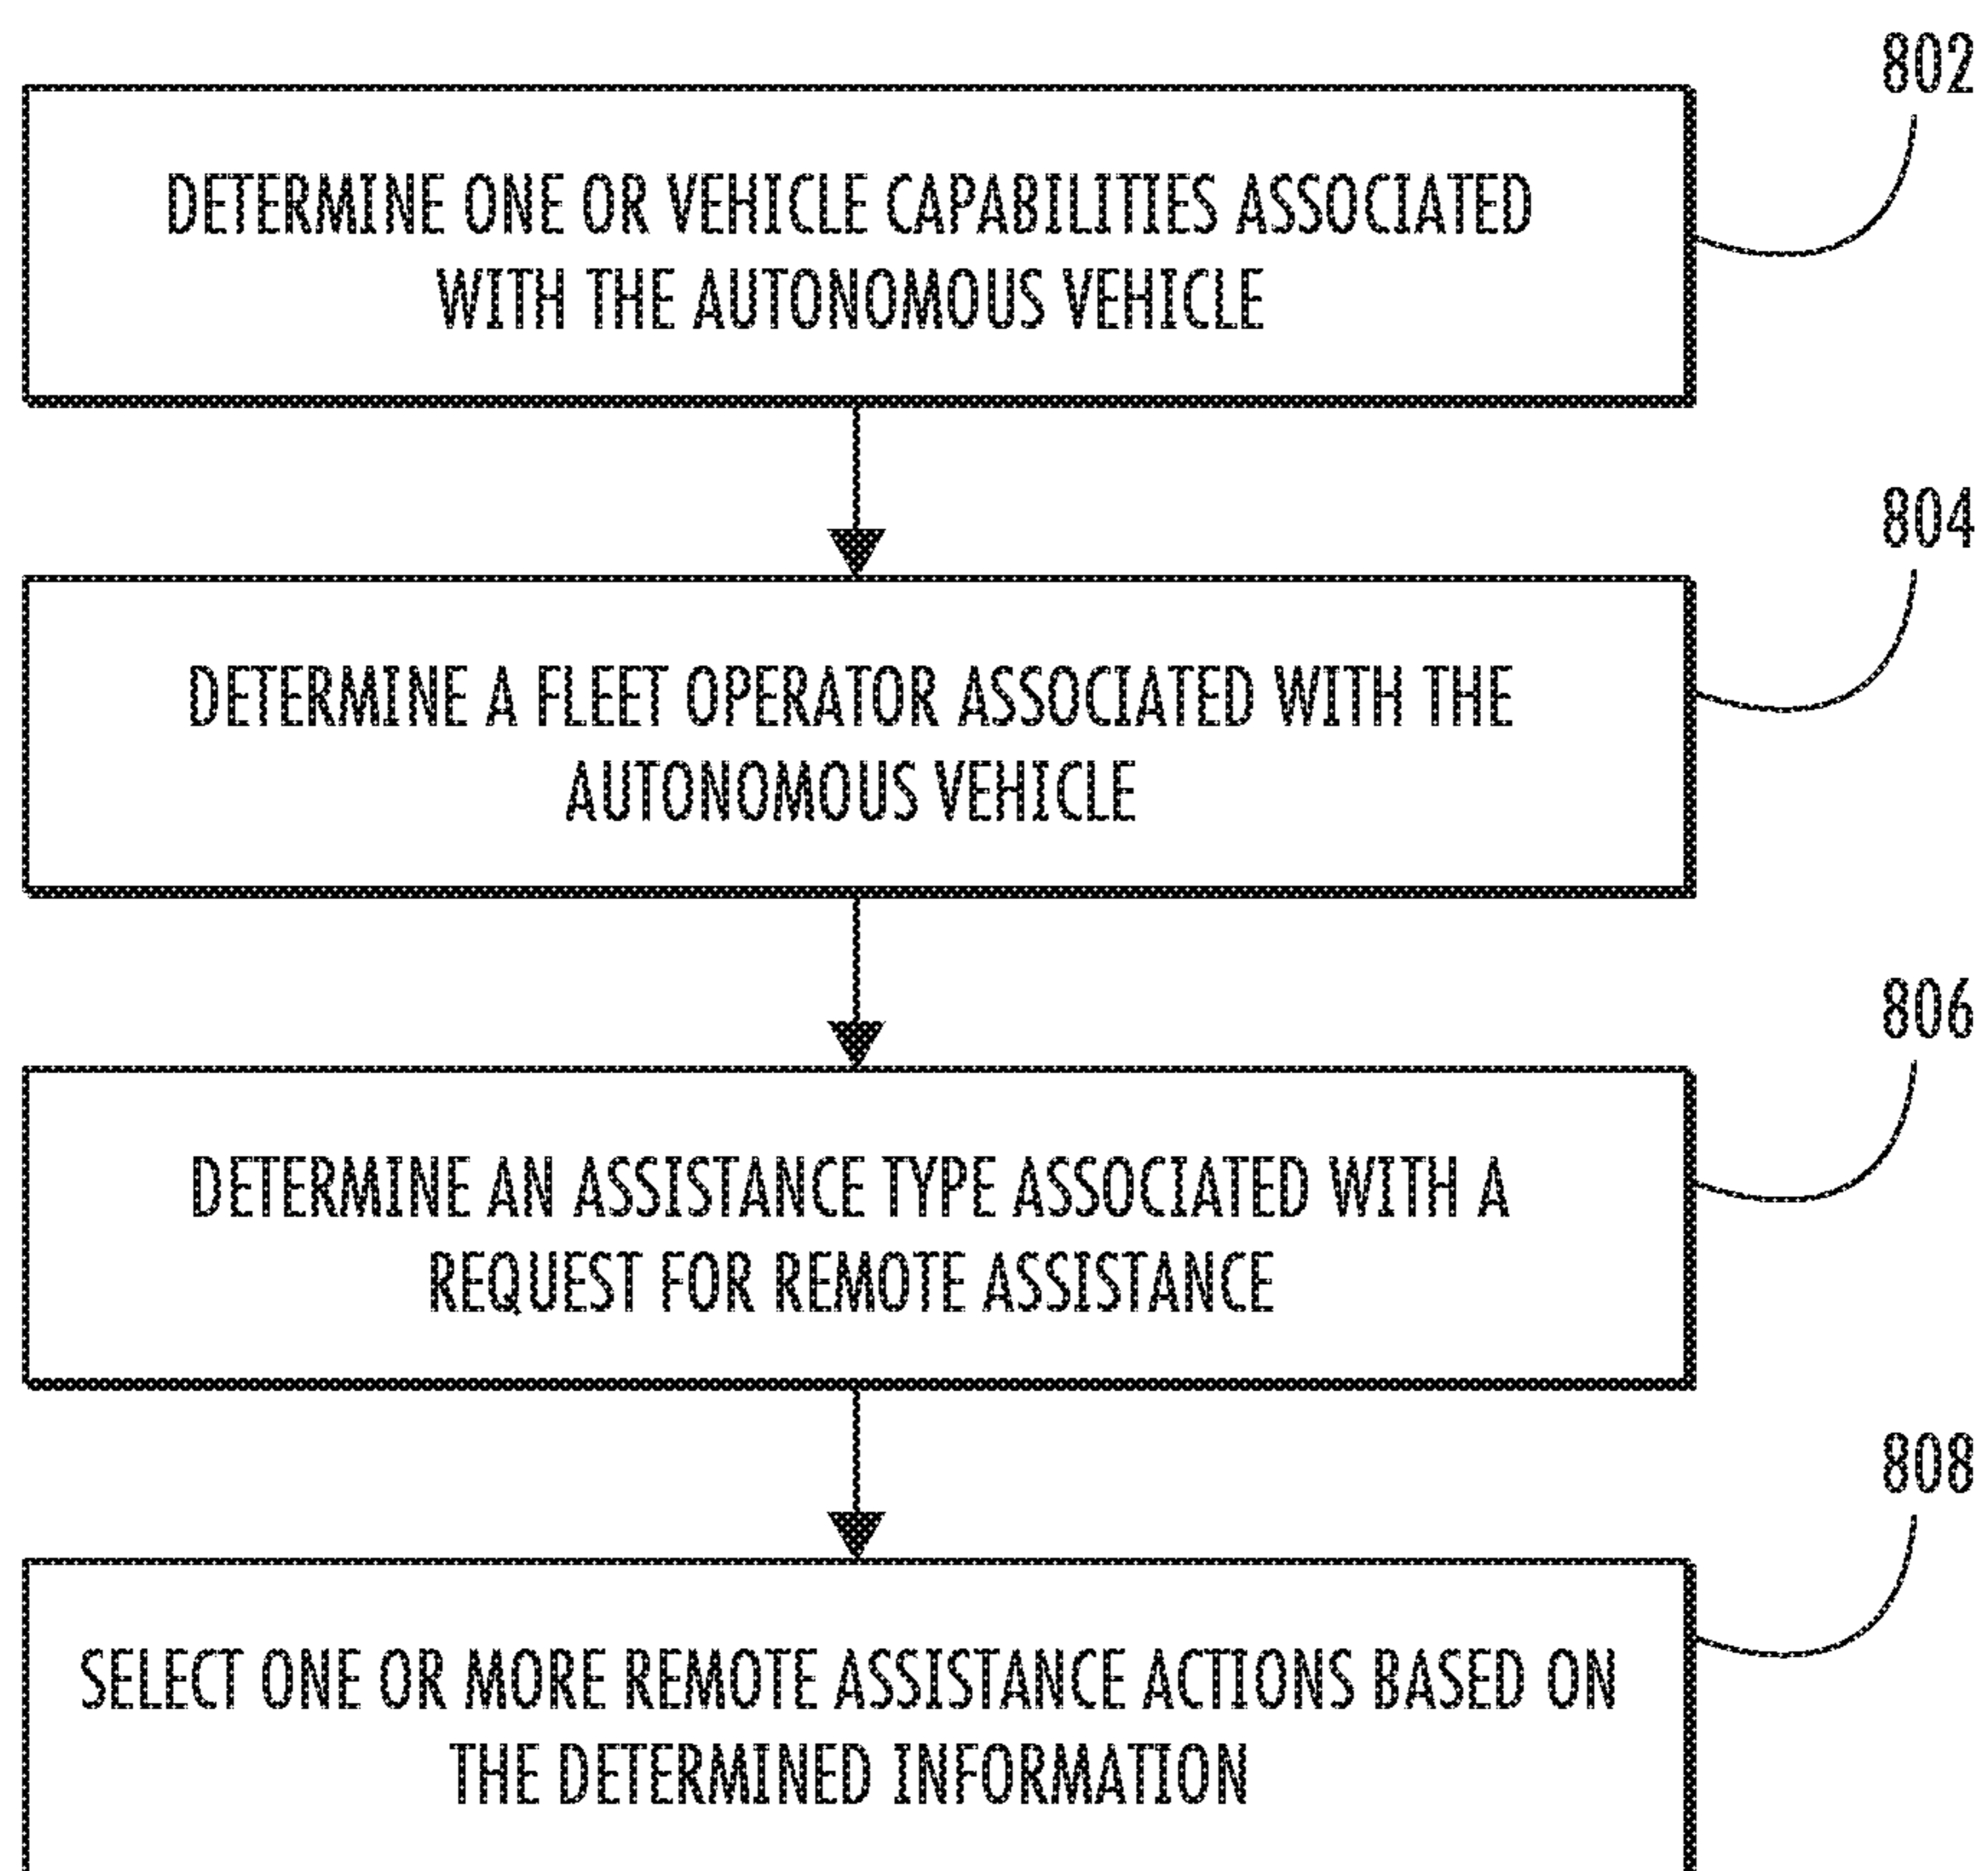 802
DETERMINE ONE OR VEHICLE CAPABILITIES ASSOCIATED
WITH THE AUTONOMOUS VEHICLE
804
DETERMINE A FLEET OPERATOR ASSOCIATED WITH THE
AUTONOMOUS VEHICLE
806
DETERMINE AN ASSISTANCE TYPE ASSOCIATED WITH A
REQUEST FOR REMOTE ASSISTANCE
808
SELECT ONE OR MORE REMOTE ASSISTANCE ACTIONS BASED ON
THE DETERMINED INFORMATION